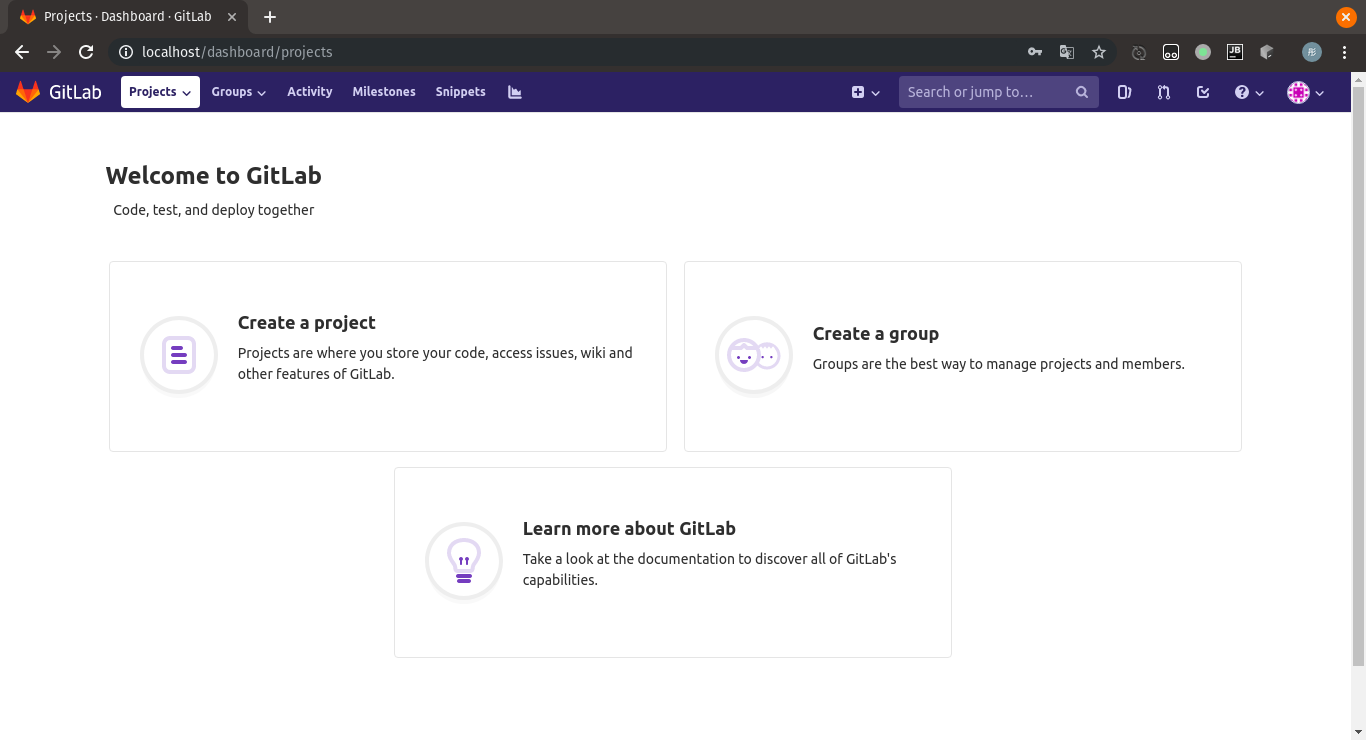 Projects · Dashboard · GitLab
localhost/dashboard/projects
JB
彤
GitLab
Projects
Groups
Activity
Milestones
Snippets
Search or jump to…
Welcome to GitLab
Code, test, and deploy together
Create a project
Projects are where you store your code, access issues, wiki and
other features of GitLab.
Create a group
Groups are the best way to manage projects and members.
Learn more about GitLab
Take a look at the documentation to discover all of GitLab's
capabilities.